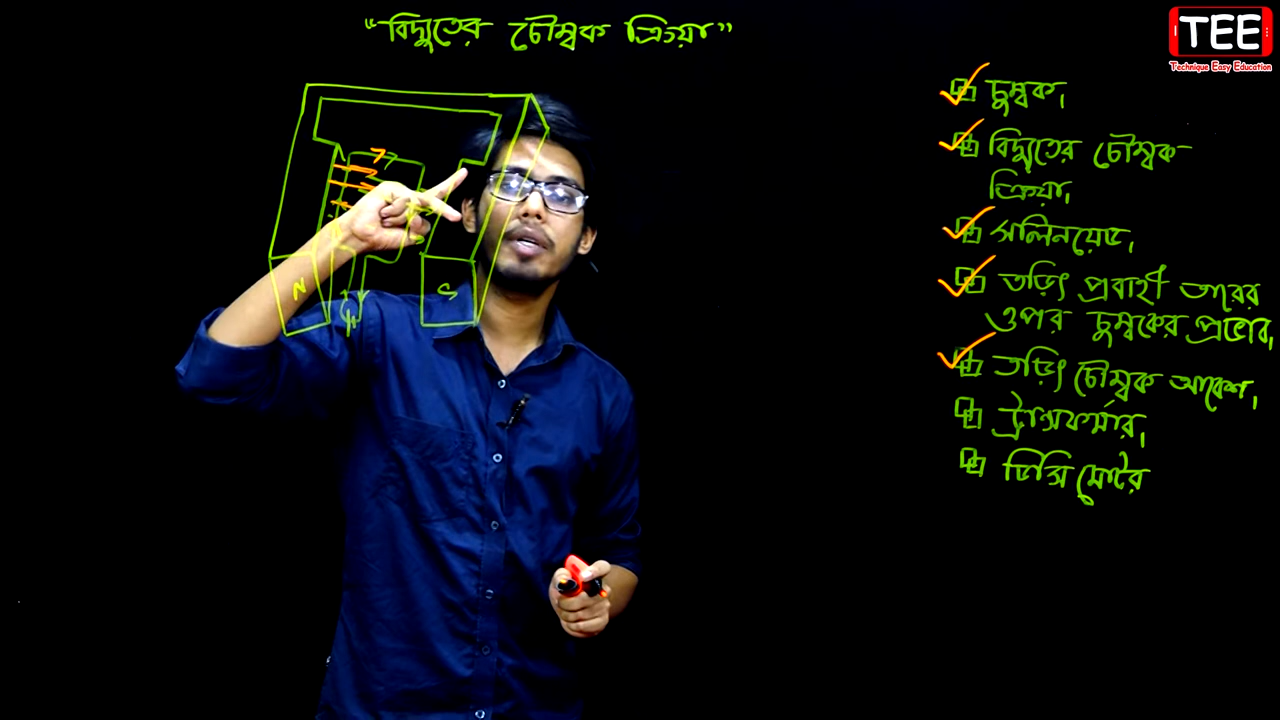 “বিদ্যুতের চৌম্বক ক্রিয়া”
TEE
Technique Easy Education
চুম্বক।
বিদ্যুতের চৌম্বক
ক্রিয়া।
সলিনয়েড।
তড়িৎ প্রবাহী তারের
ওপর চুম্বকের প্রভাব।
তড়িৎ চৌম্বক আবেশ।
ট্রান্সফর্মার।
ডিসি মোটর
N
S